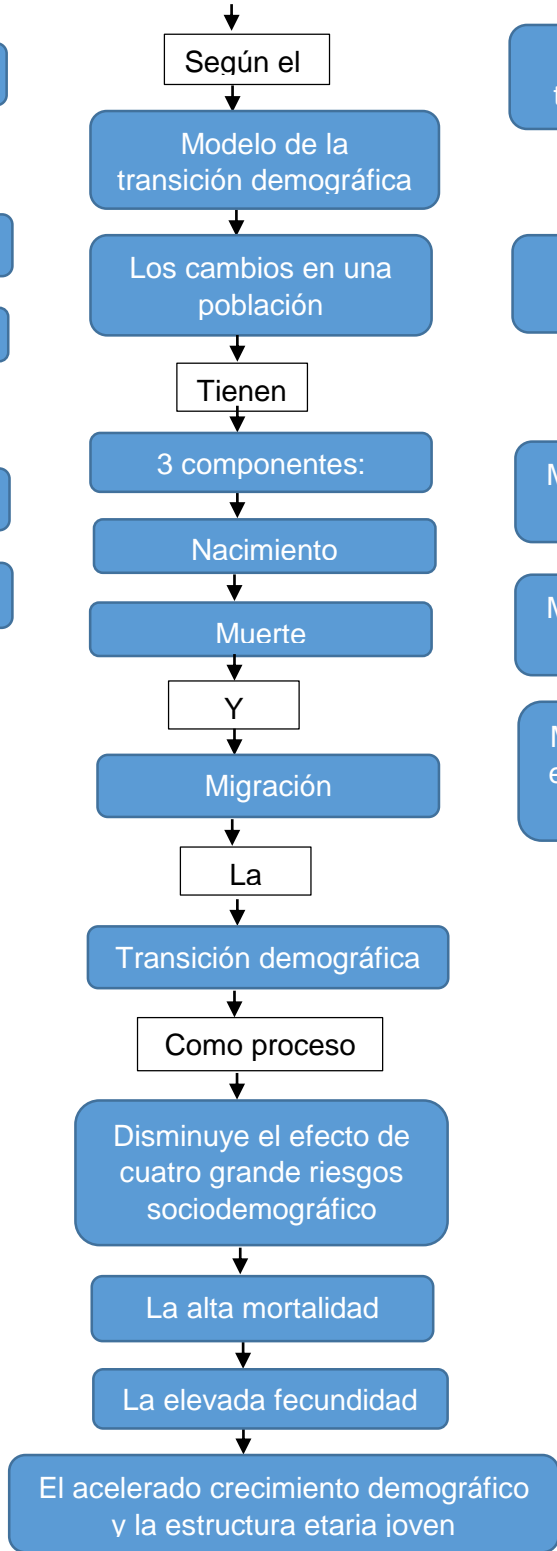 Según el
Modelo de la
transición demográfica
Los cambios en una
población
Tienen
3 componentes:
Nacimiento
Muerte
Y
Migración
La
Transición demográfica
Como proceso
Disminuye el efecto de
cuatro grande riesgos
sociodemográfico
La alta mortalidad
La elevada fecundidad
El acelerado crecimiento demográfico
y la estructura etaria joven